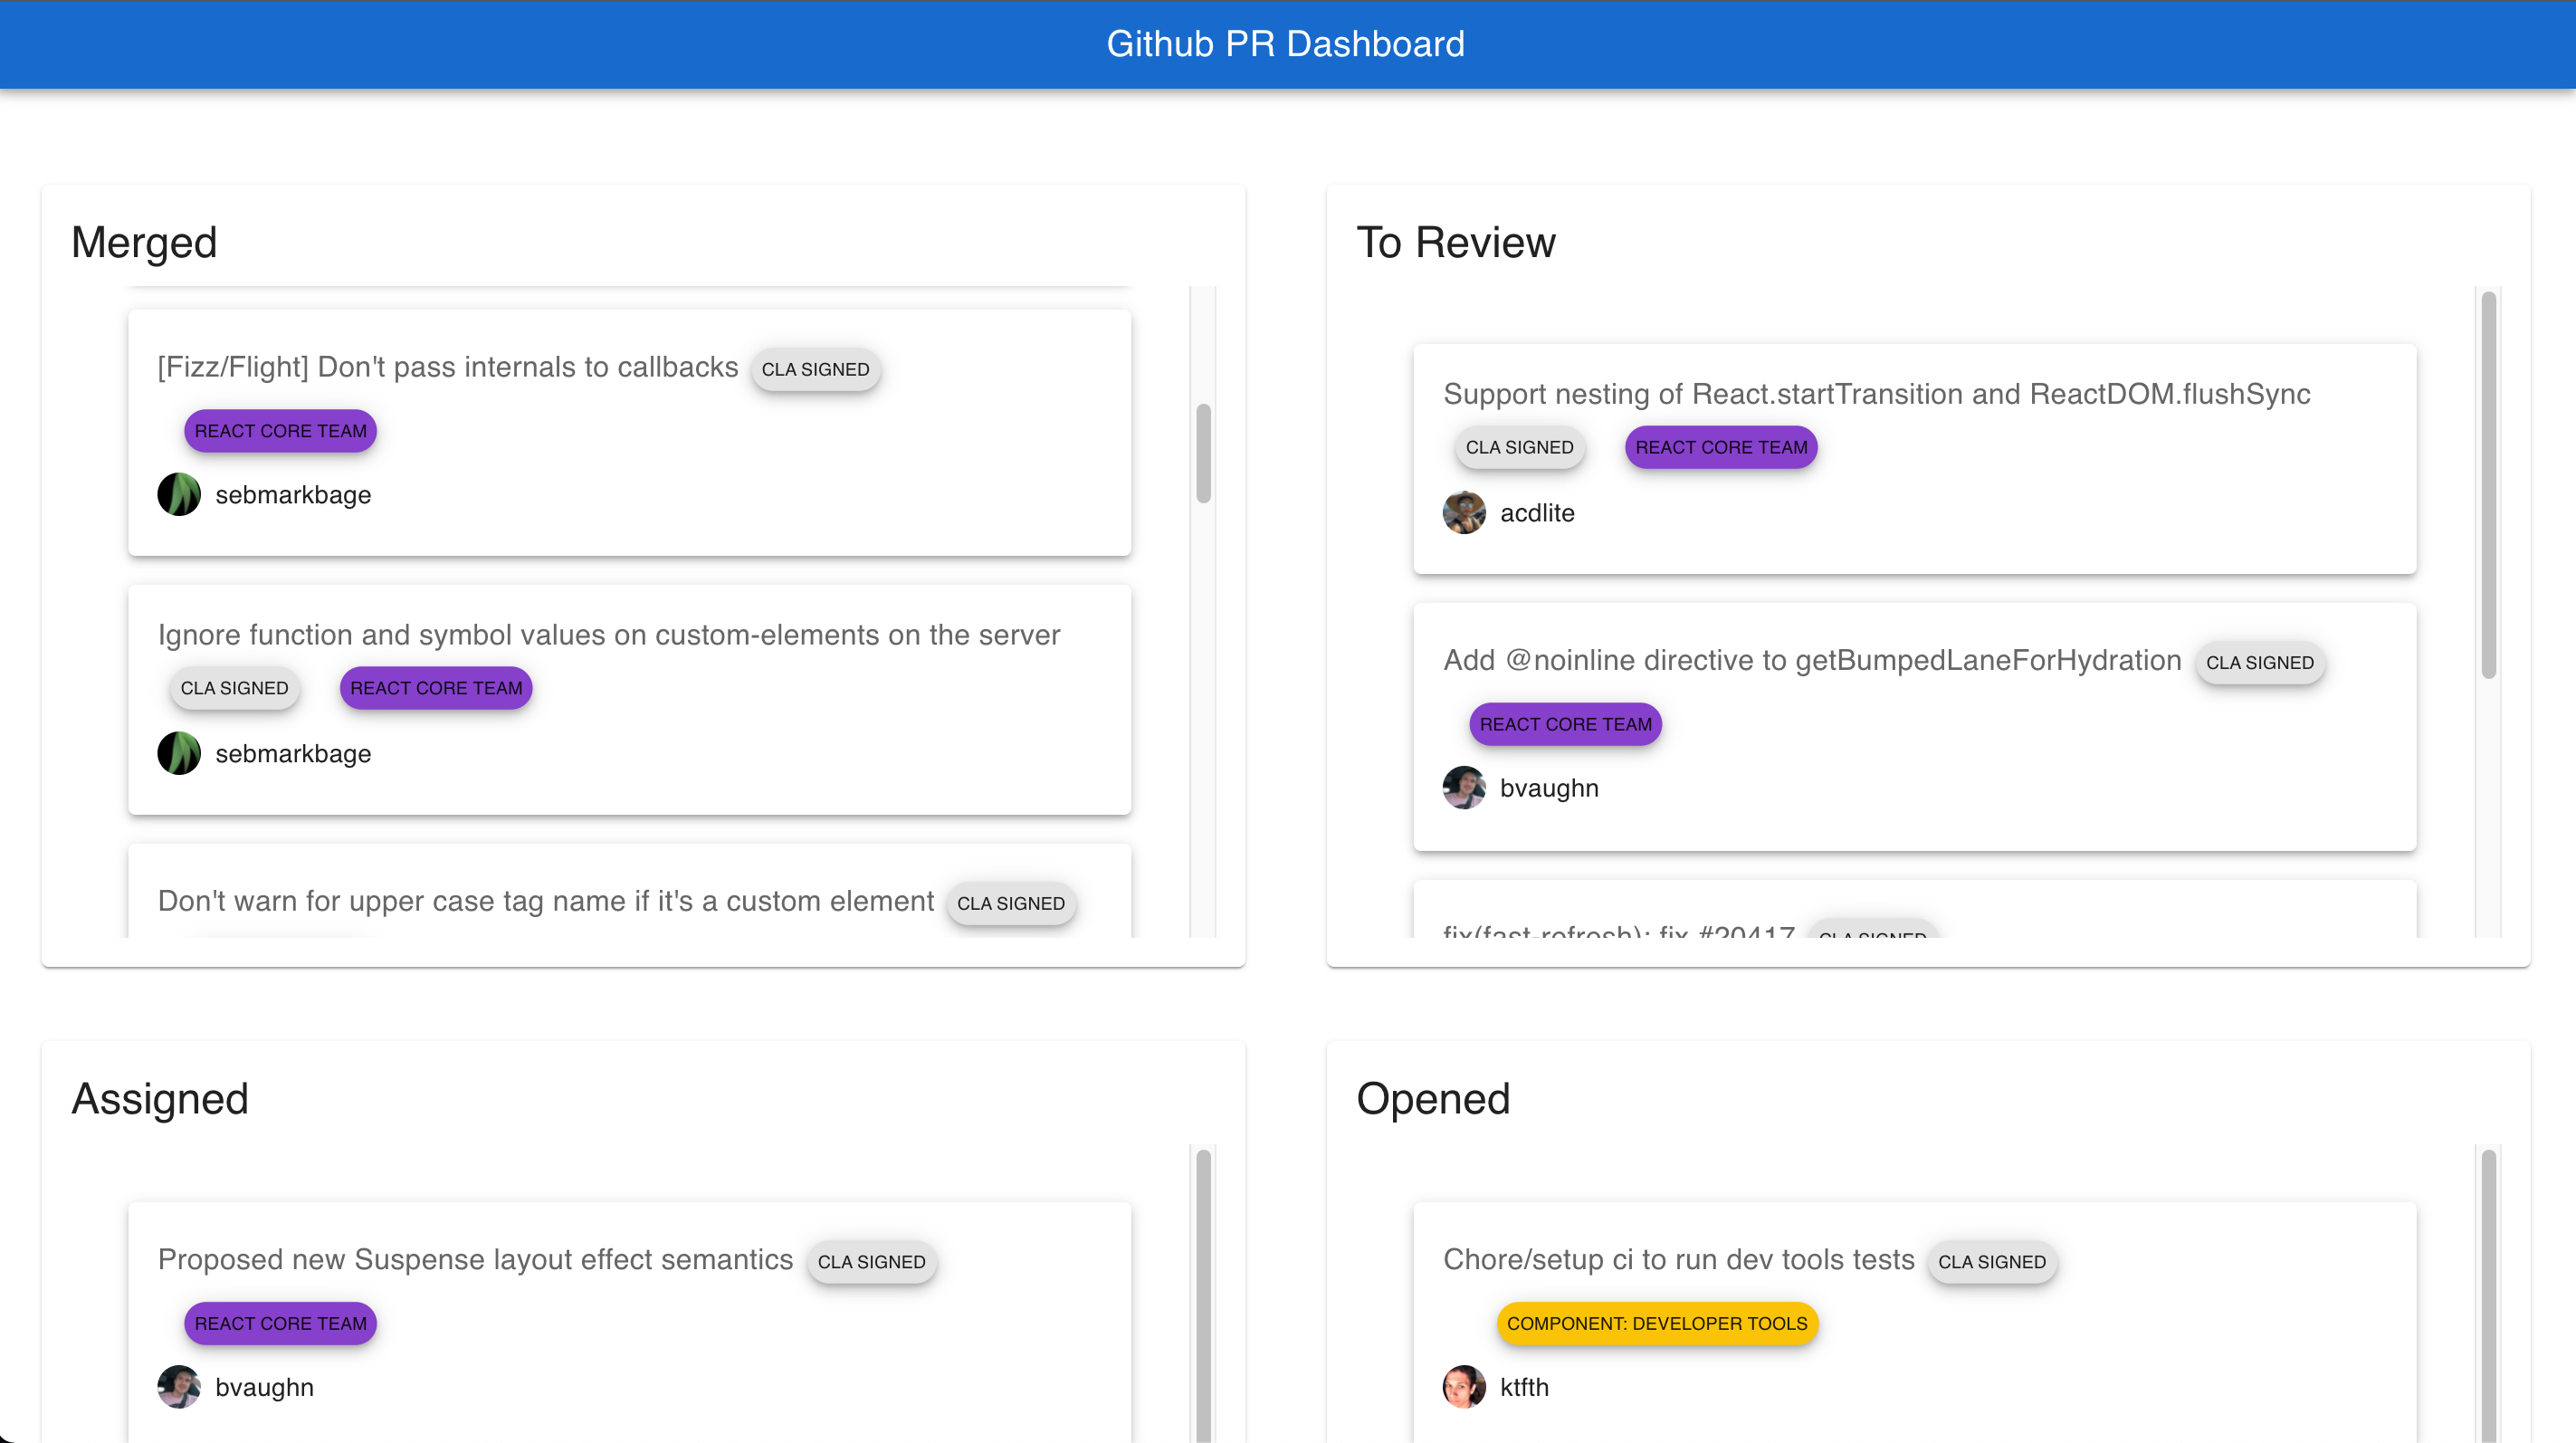 Github PR Dashboard
Merged
[Fizz/Flight] Don't pass internals to callbacks CLA SIGNED
REACT CORE TEAM
sebmarkbage
Ignore function and symbol values on custom-elements on the server
CLA SIGNED REACT CORE TEAM
sebmarkbage
Don't warn for upper case tag name if it's a custom element CLA SIGNED
To Review
Support nesting of React.startTransition and ReactDOM.flushSync
CLA SIGNED REACT CORE TEAM
acdlite
Add @noinline directive to getBumpedLaneForHydration CLA SIGNED
REACT CORE TEAM
bvaughn
fix(fast-refresh): fix #20417 CLA SIGNED
Assigned
Proposed new Suspense layout effect semantics CLA SIGNED
REACT CORE TEAM
bvaughn
Opened
Chore/setup ci to run dev tools tests CLA SIGNED
COMPONENT: DEVELOPER TOOLS
ktfth